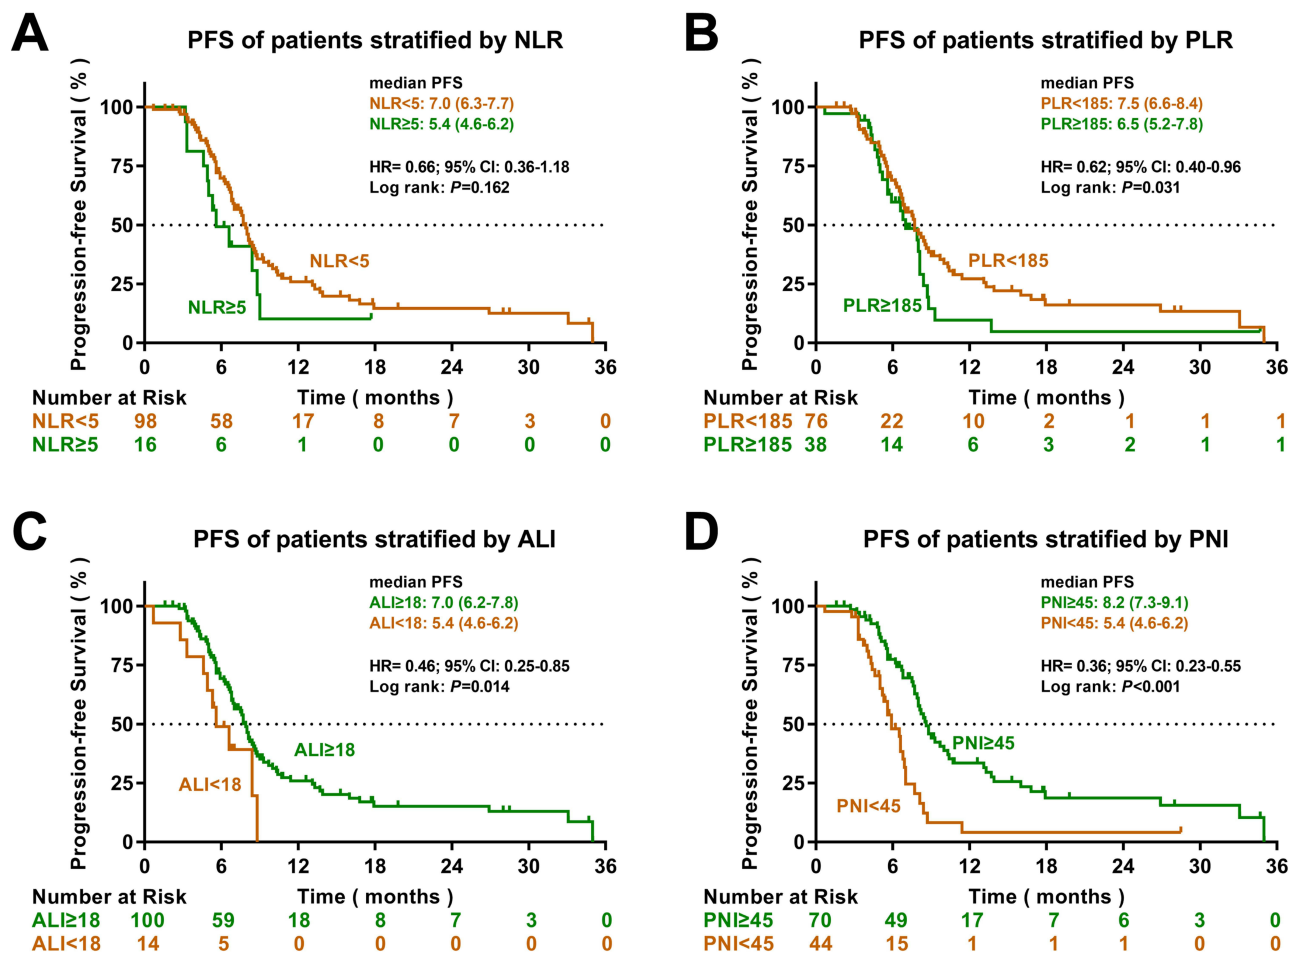 A
PFS of patients stratified by NLR
Progression-free Survival ( % )
100
75
50
25
0
median PFS
NLR<5: 7.0 (6.3-7.7)
NLR≥5: 5.4 (4.6-6.2)
HR= 0.66; 95% CI: 0.36-1.18
Log rank: P=0.162
NLR<5
NLR≥5
0 6 12 18 24 30 36
Number at Risk Time ( months )
NLR<5 98 58 17 8 7 3 0
NLR≥5 16 6 1 0 0 0 0
B
PFS of patients stratified by PLR
Progression-free Survival ( % )
100
75
50
25
0
median PFS
PLR<185: 7.5 (6.6-8.4)
PLR≥185: 6.5 (5.2-7.8)
HR= 0.62; 95% CI: 0.40-0.96
Log rank: P=0.031
PLR<185
PLR≥185
0 6 12 18 24 30 36
Number at Risk Time ( months )
PLR<185 76 22 10 2 1 1 1
PLR≥185 38 14 6 3 2 1 1
C
PFS of patients stratified by ALI
Progression-free Survival ( % )
100
75
50
25
0
median PFS
ALI≥18: 7.0 (6.2-7.8)
ALI<18: 5.4 (4.6-6.2)
HR= 0.46; 95% CI: 0.25-0.85
Log rank: P=0.014
ALI≥18
ALI<18
0 6 12 18 24 30 36
Number at Risk Time ( months )
ALI≥18 100 59 18 8 7 3 0
ALI<18 14 5 0 0 0 0 0
D
PFS of patients stratified by PNI
Progression-free Survival ( % )
100
75
50
25
0
median PFS
PNI≥45: 8.2 (7.3-9.1)
PNI<45: 5.4 (4.6-6.2)
HR= 0.36; 95% CI: 0.23-0.55
Log rank: P<0.001
PNI≥45
PNI<45
0 6 12 18 24 30 36
Number at Risk Time ( months )
PNI≥45 70 49 17 7 6 3 0
PNI<45 44 15 1 1 1 0 0